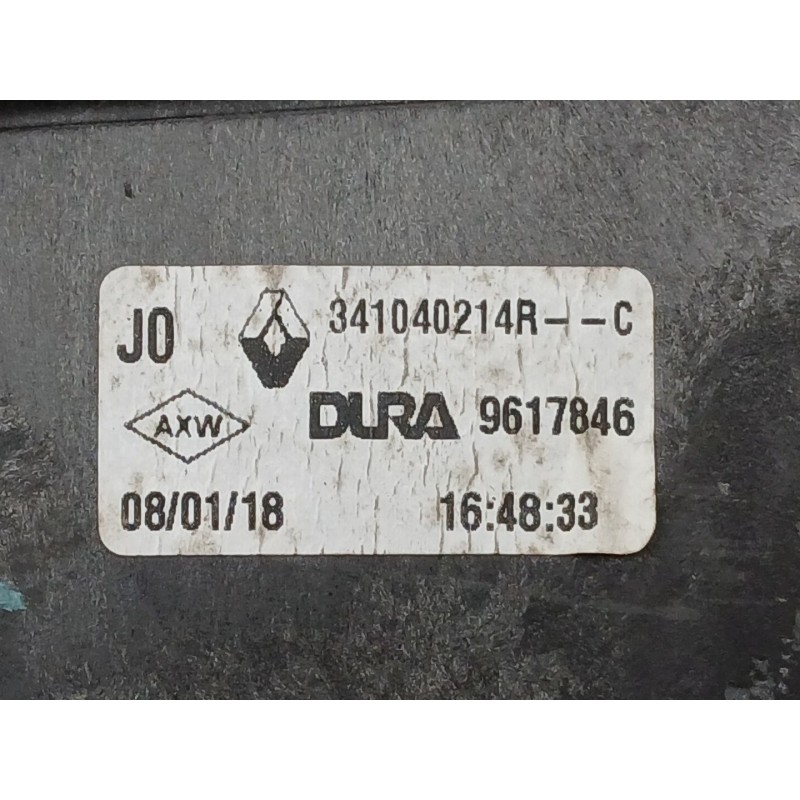 J0 341040214R--C
AXW DURA 9617846
08/01/18 16:48:33